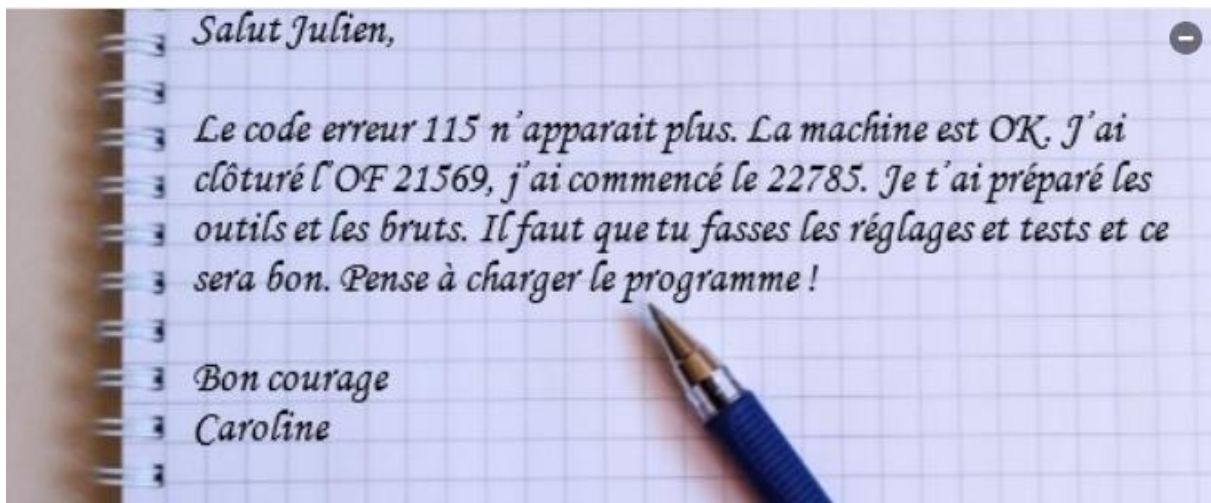 Salut Julien,
Le code erreur 115 n'apparait plus. La machine est OK. J'ai
clôturé l'OF 21569, j'ai commencé le 22785. Je t'ai préparé les
outils et les bruts. Il faut que tu fasses les réglages et tests et ce
sera bon. Pense à charger le programme !
Bon courage
Caroline